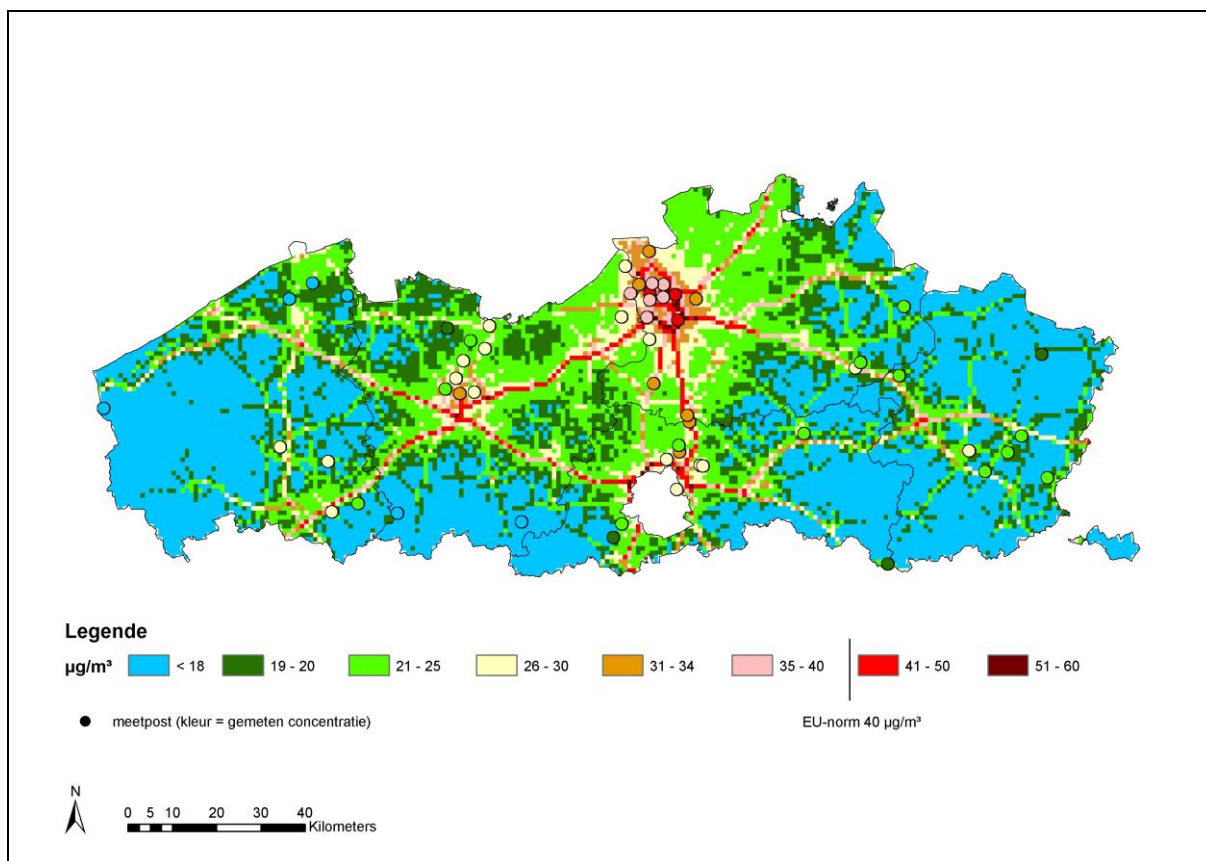 Legende
µg/m³ < 18 19 - 20 21 - 25 26 - 30 31 - 34 35 - 40 41 - 50 51 - 60
meetpost (kleur = gemeten concentratie) EU-norm 40 µg/m³
N
0 5 10 20 30 40
Kilometers